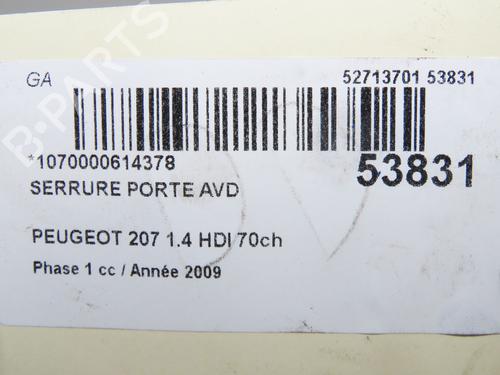 GA 52713701 53831
*1070000614378 53831
SERRURE PORTE AVD
PEUGEOT 207 1.4 HDI 70ch
Phase 1 cc / Année 2009
B-PARTS